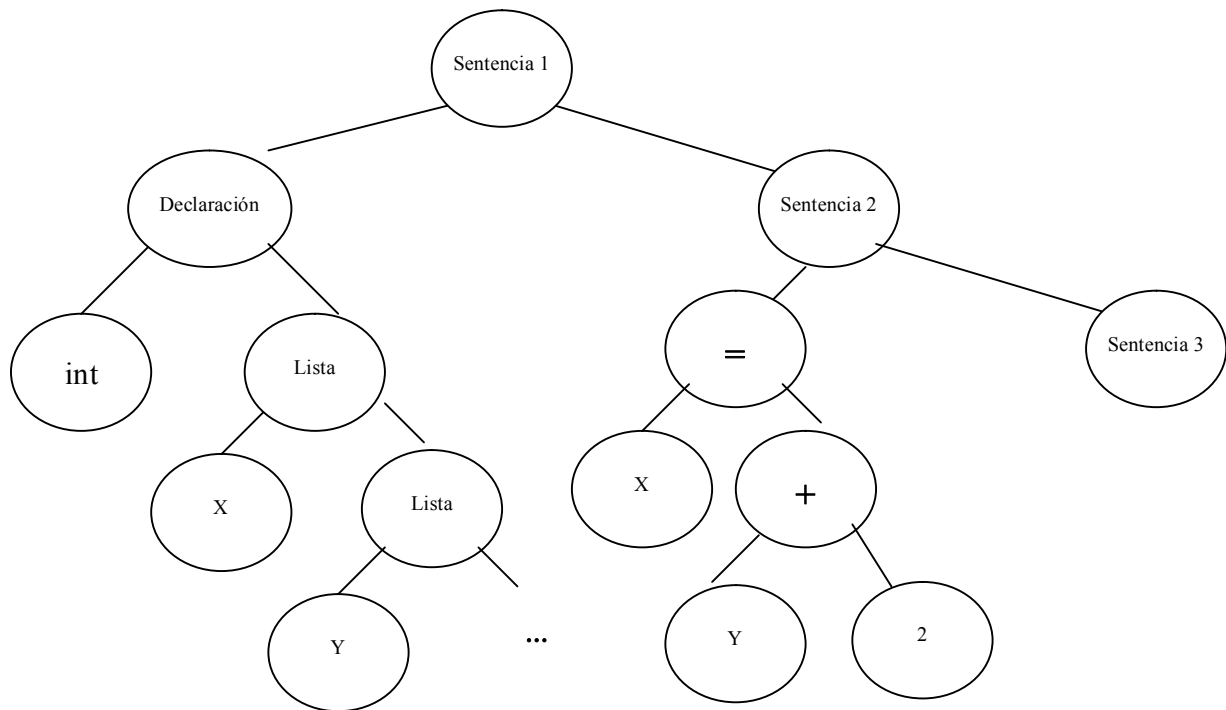 Sentencia 1
Declaración
Sentencia 2
int
Lista
=
Sentencia 3
X
Lista
X
+
Y
...
Y
2